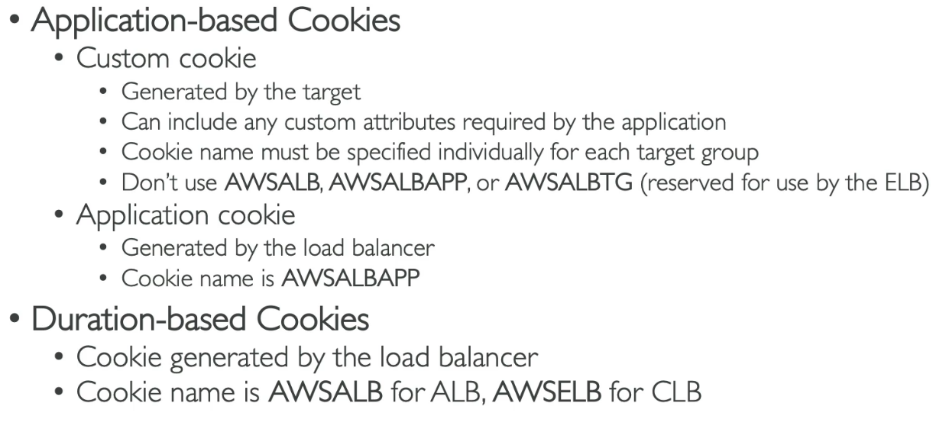 • Application-based Cookies
• Custom cookie
• Generated by the target
• Can include any custom attributes required by the application
• Cookie name must be specified individually for each target group
• Don't use AWSALB, AWSALBAPP, or AWSALBTG (reserved for use by the ELB)
• Application cookie
• Generated by the load balancer
• Cookie name is AWSALBAPP
• Duration-based Cookies
• Cookie generated by the load balancer
• Cookie name is AWSALB for ALB, AWSELB for CLB